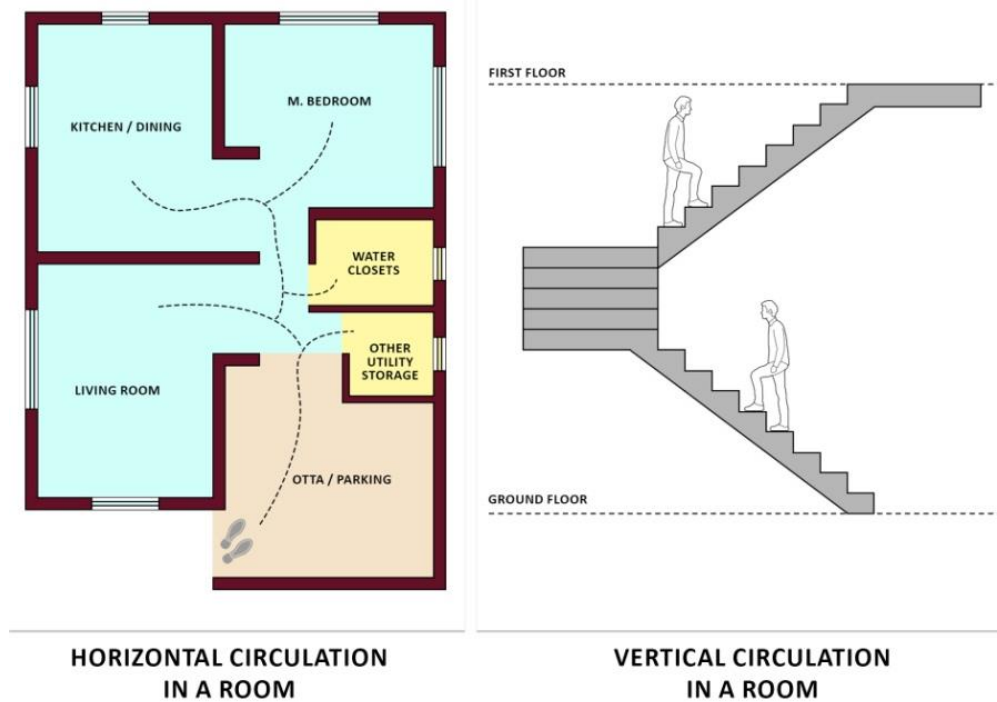 M. BEDROOM
KITCHEN / DINING
WATER
CLOSETS
OTHER
UTILITY
STORAGE
LIVING ROOM
OTTA / PARKING
HORIZONTAL CIRCULATION
IN A ROOM
FIRST FLOOR
GROUND FLOOR
VERTICAL CIRCULATION
IN A ROOM